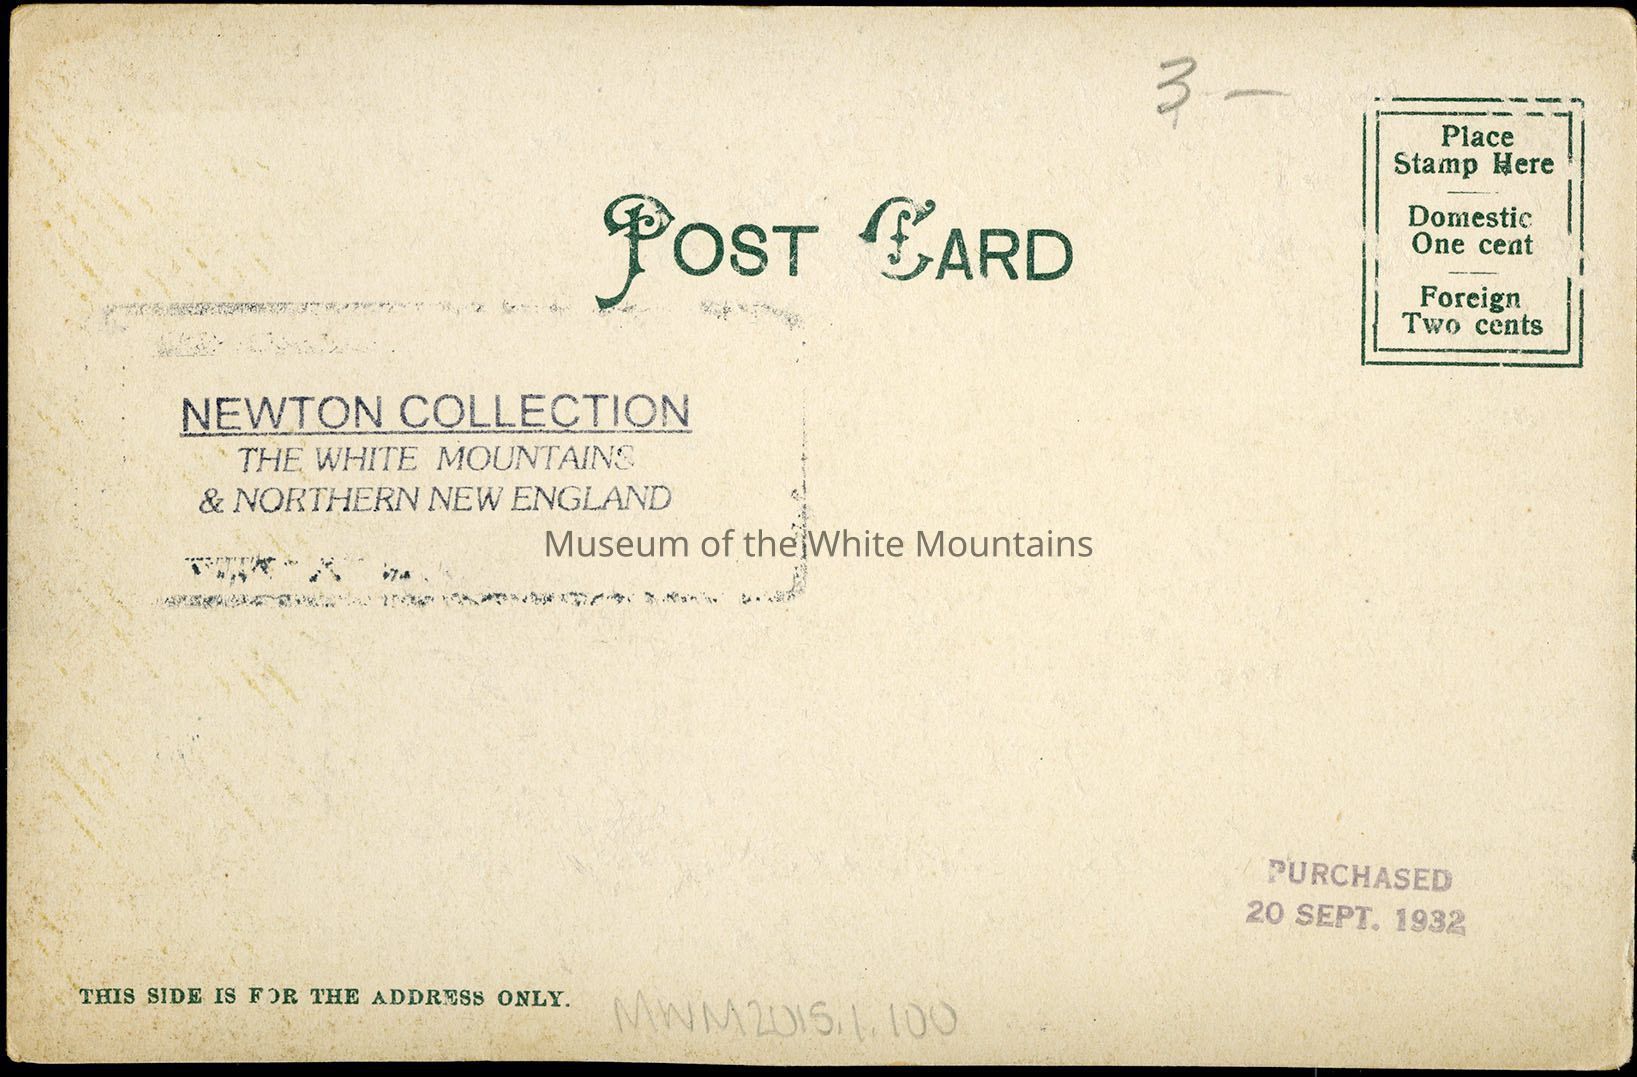 3 —
Place
Stamp Here
Domestic
One cent
Foreign
Two cents
POST CARD
NEWTON COLLECTION
THE WHITE MOUNTAINS
& NORTHERN NEW ENGLAND
Museum of the White Mountains
PURCHASED
20 SEPT. 1932
THIS SIDE IS FOR THE ADDRESS ONLY.
MWM2015.1.100